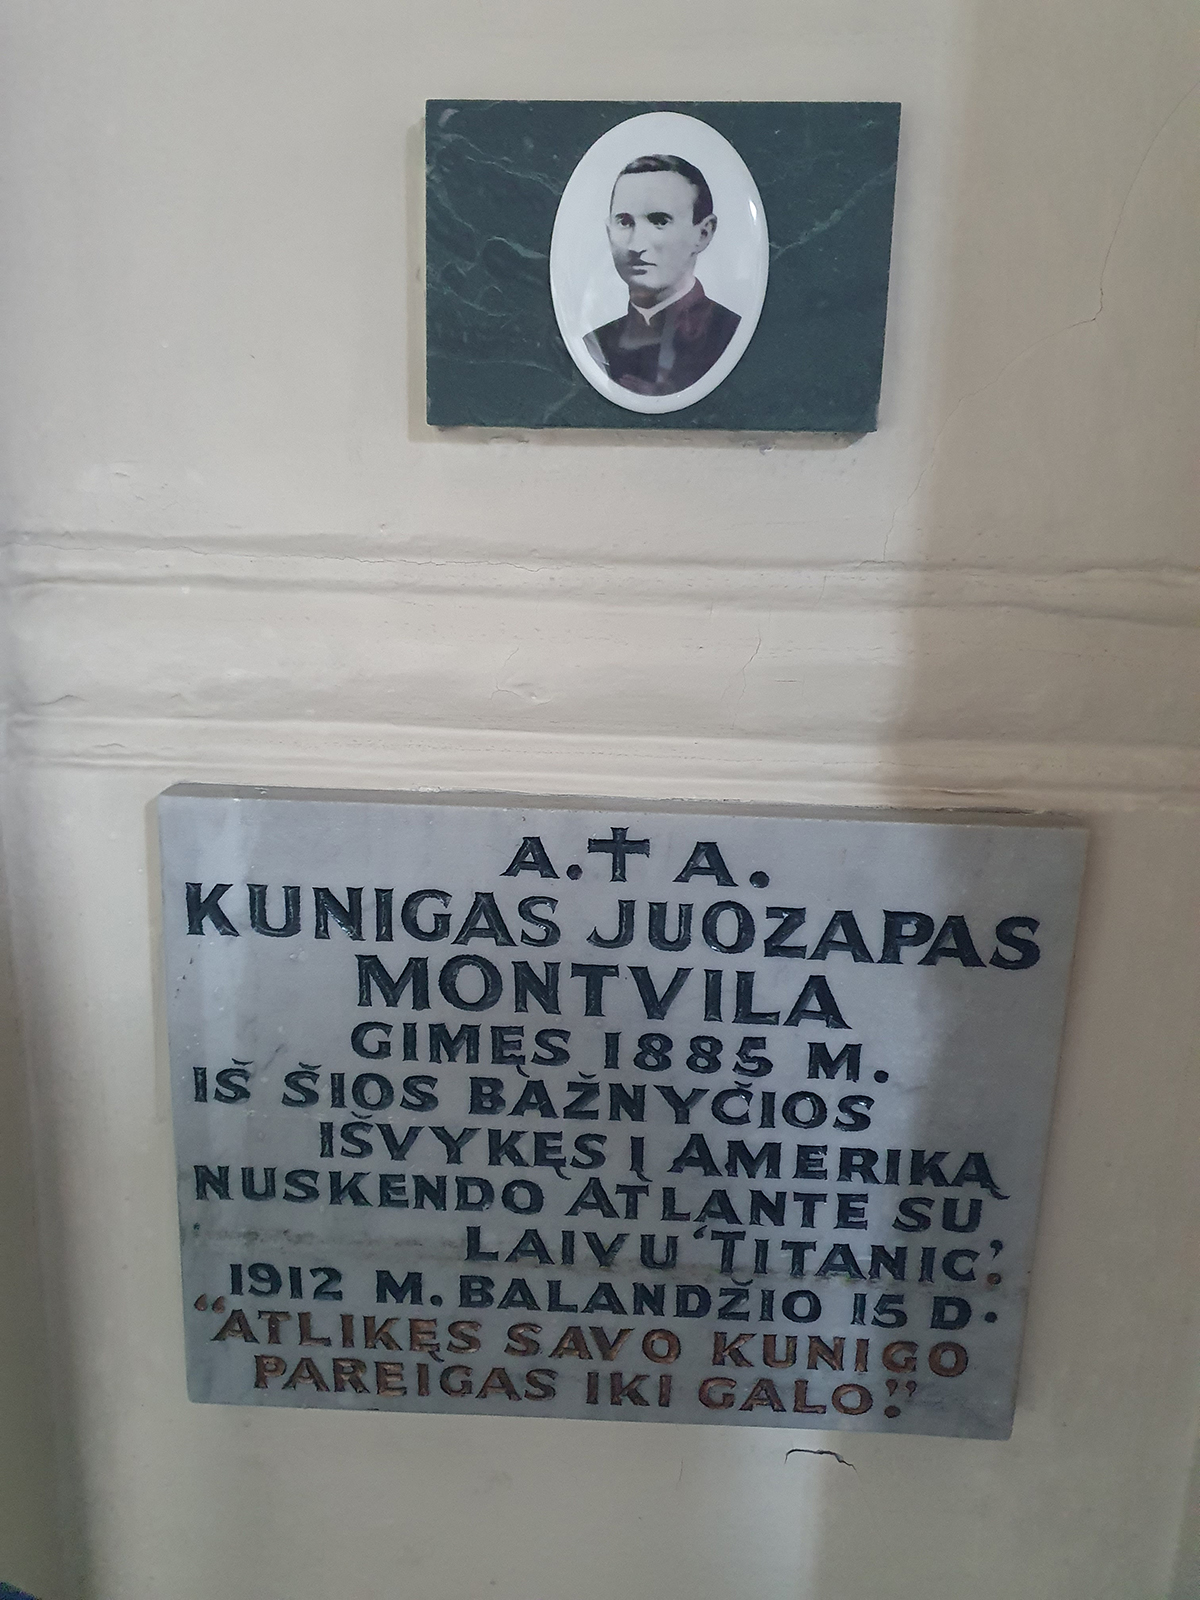 A.✝A.
KUNIGAS JUOZAPAS
MONTVILA
GIMĘS 1885 M.
IŠ ŠIOS BAŽNYČIOS
IŠVYKĘS Į AMERIKĄ
NUSKENDO ATLANTE SU
LAIVU 'TITANIC'.
1912 M. BALANDŽIO 15 D.
"ATLIKĘS SAVO KUNIGO
PAREIGAS IKI GALO."